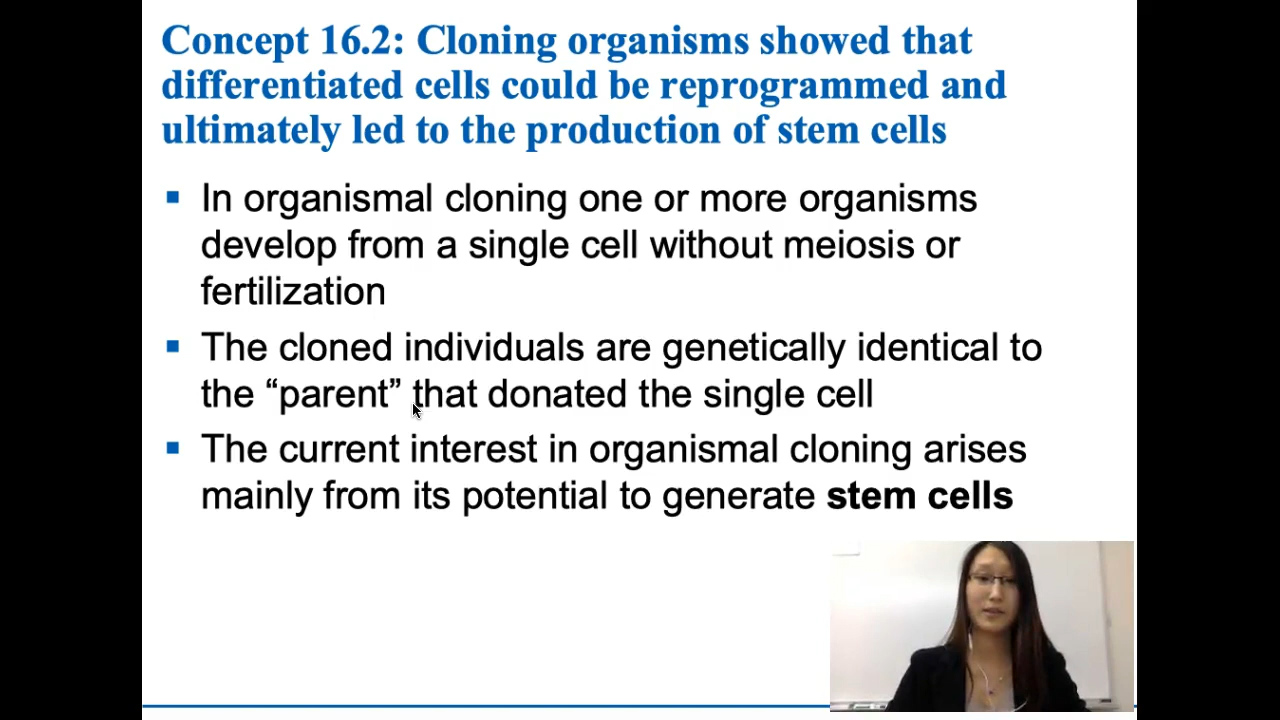 Concept 16.2: Cloning organisms showed that
differentiated cells could be reprogrammed and
ultimately led to the production of stem cells
In organismal cloning one or more organisms
develop from a single cell without meiosis or
fertilization
The cloned individuals are genetically identical to
the “parent” that donated the single cell
The current interest in organismal cloning arises
mainly from its potential to generate stem cells